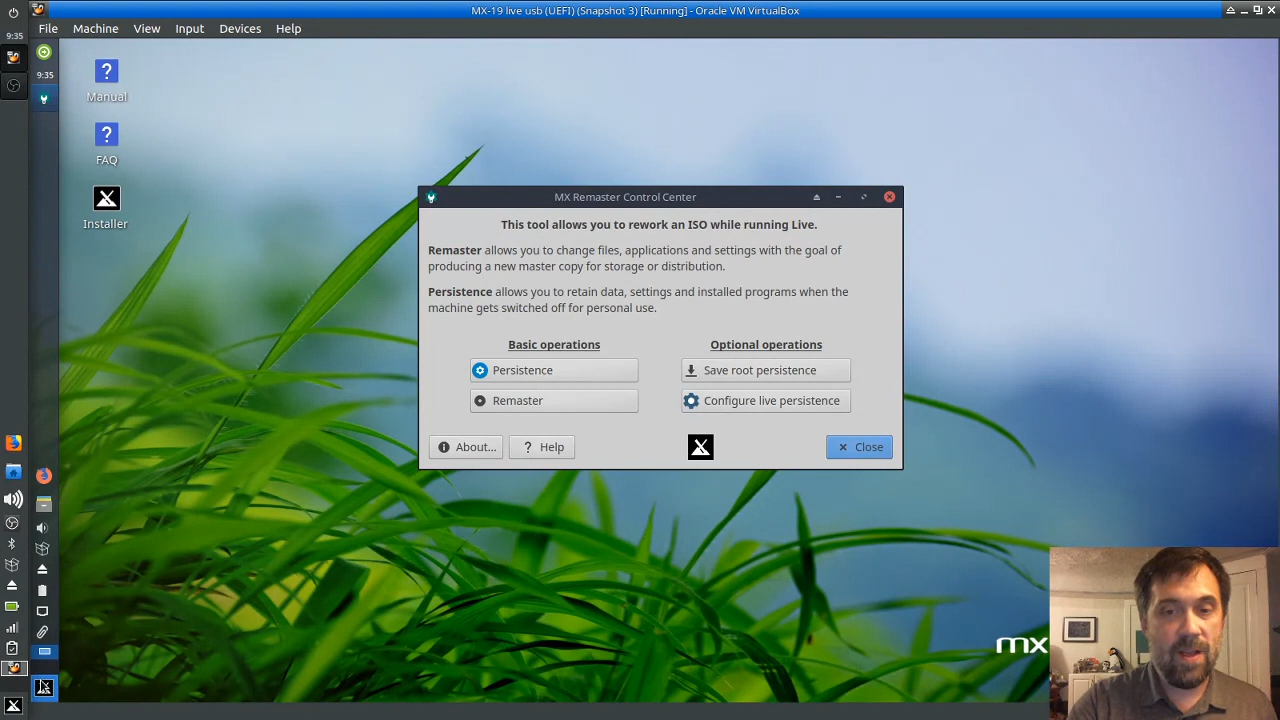 MX-19 live usb (UEFI) (Snapshot 3) [Running] - Oracle VM VirtualBox
9:35
File Machine View Input Devices Help
9:35
Manual
FAQ
Installer
MX Remaster Control Center
This tool allows you to rework an ISO while running Live.
Remaster allows you to change files, applications and settings with the goal of
producing a new master copy for storage or distribution.
Persistence allows you to retain data, settings and installed programs when the
machine gets switched off for personal use.
Basic operations
Optional operations
Persistence
Save root persistence
Remaster
Configure live persistence
About...
? Help
Close
mx